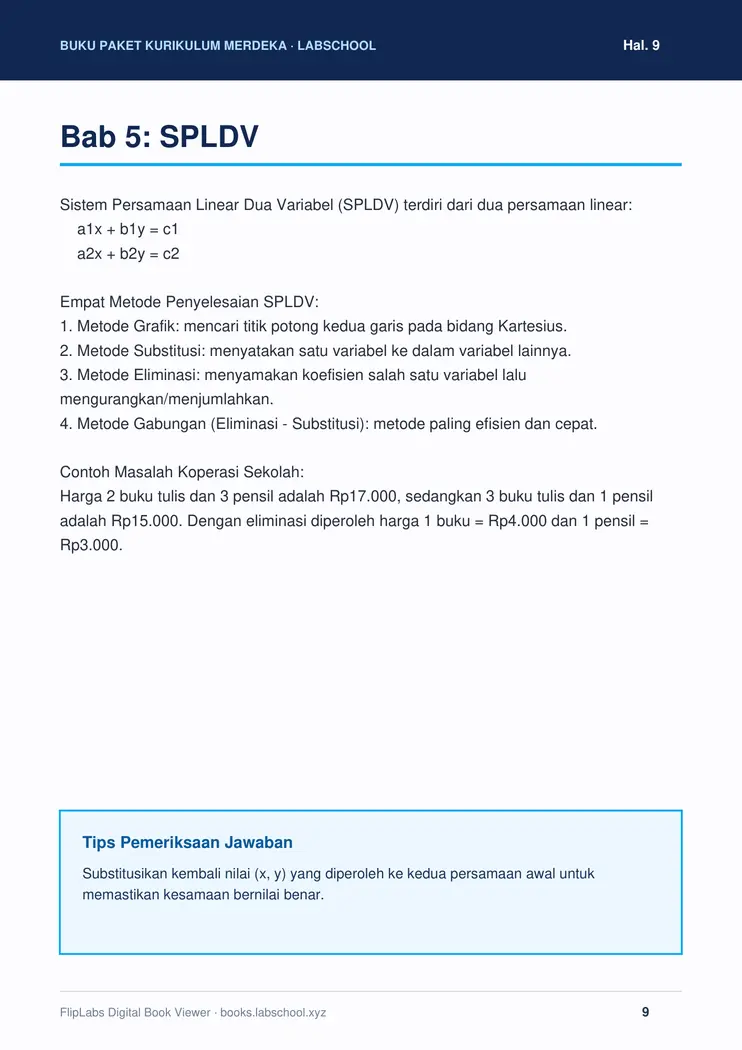 BUKU PAKET KURIKULUM MERDEKA · LABSCHOOL
Hal. 9
Bab 5: SPLDV
Sistem Persamaan Linear Dua Variabel (SPLDV) terdiri dari dua persamaan linear:
a1x + b1y = c1
a2x + b2y = c2
Empat Metode Penyelesaian SPLDV:
1. Metode Grafik: mencari titik potong kedua garis pada bidang Kartesius.
2. Metode Substitusi: menyatakan satu variabel ke dalam variabel lainnya.
3. Metode Eliminasi: menyamakan koefisien salah satu variabel lalu
mengurangkan/menjumlahkan.
4. Metode Gabungan (Eliminasi - Substitusi): metode paling efisien dan cepat.
Contoh Masalah Koperasi Sekolah:
Harga 2 buku tulis dan 3 pensil adalah Rp17.000, sedangkan 3 buku tulis dan 1 pensil
adalah Rp15.000. Dengan eliminasi diperoleh harga 1 buku = Rp4.000 dan 1 pensil =
Rp3.000.
Tips Pemeriksaan Jawaban
Substitusikan kembali nilai (x, y) yang diperoleh ke kedua persamaan awal untuk
memastikan kesamaan bernilai benar.
FlipLabs Digital Book Viewer · books.labschool.xyz
9